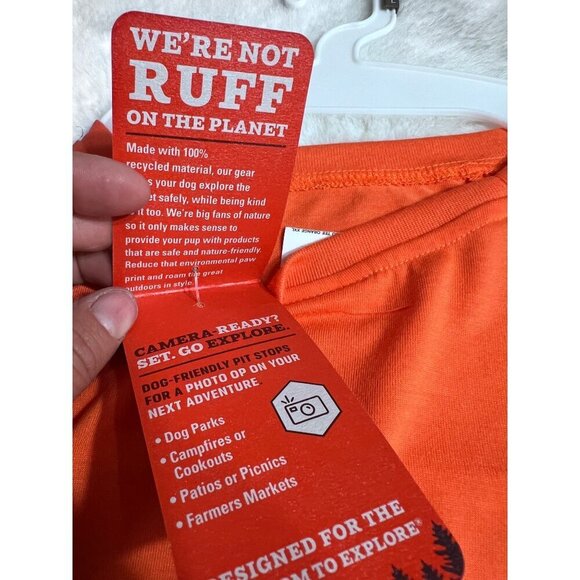 WE'RE NOT
RUFF
ON THE PLANET
Made with 100%
recycled material, our gear
your dog explore the
safely, while being kind
it too. We're big fans of nature
so it only makes sense to
provide your pup with products
that are safe and nature-friendly.
Reduce that environmental paw
print and roam the great
outdoors in style.
CAMERA-READY?
SET. GO EXPLORE.
DOG-FRIENDLY PIT STOPS
FOR A PHOTO OP ON YOUR
NEXT ADVENTURE.
• Dog Parks
• Campfires or
Cookouts
• Patios or Picnics
• Farmers Markets
DESIGNED FOR THE
TO EXPLORE®
TEE ORANGE XXL